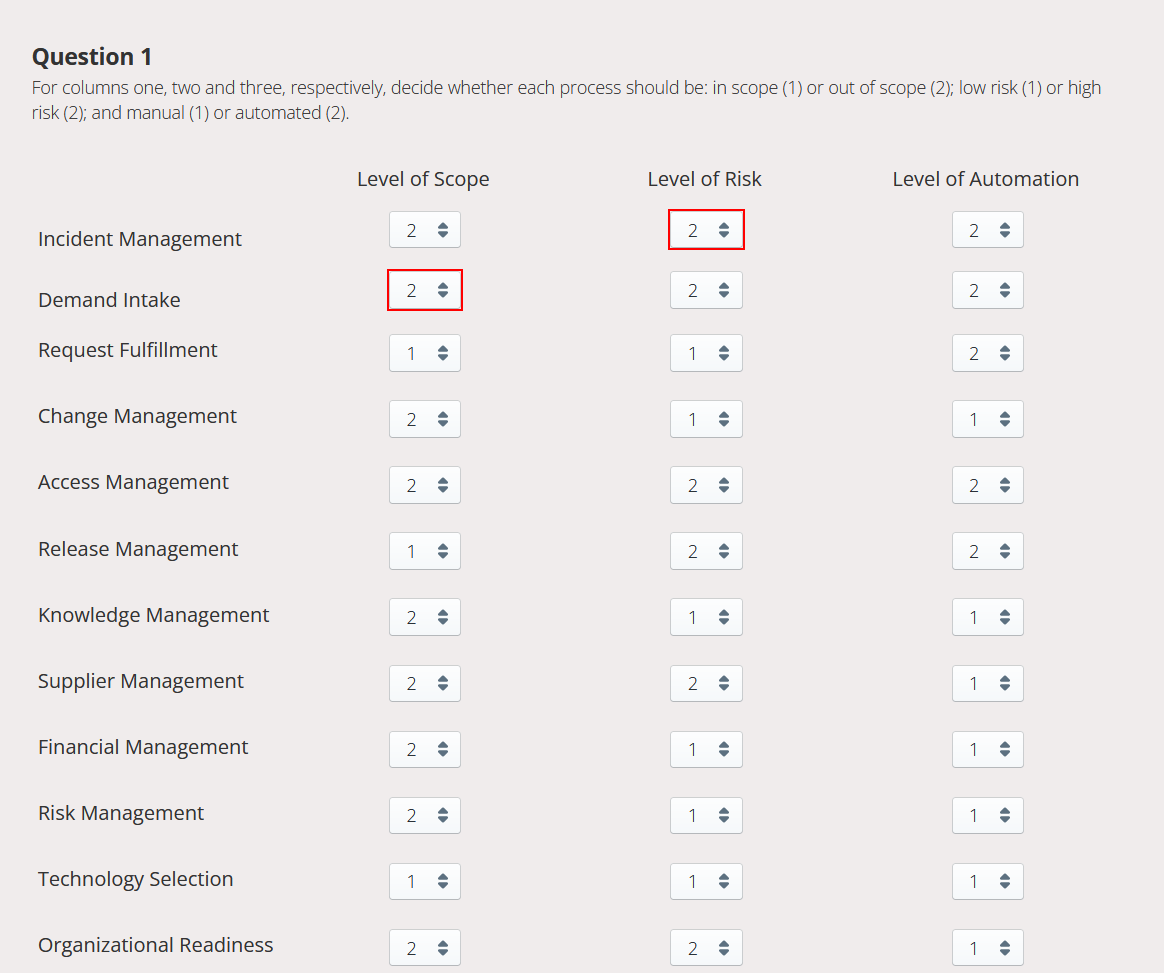 Question 1
For columns one, two and three, respectively, decide whether each process should be: in scope (1) or out of scope (2); low risk (1) or high
risk (2); and manual (1) or automated (2).
Level of Scope Level of Risk Level of Automation
Incident Management 2 2 2
Demand Intake 2 2 2
Request Fulfillment 1 1 2
Change Management 2 1 1
Access Management 2 2 2
Release Management 1 2 2
Knowledge Management 2 1 1
Supplier Management 2 2 1
Financial Management 2 1 1
Risk Management 2 1 1
Technology Selection 1 1 1
Organizational Readiness 2 2 1